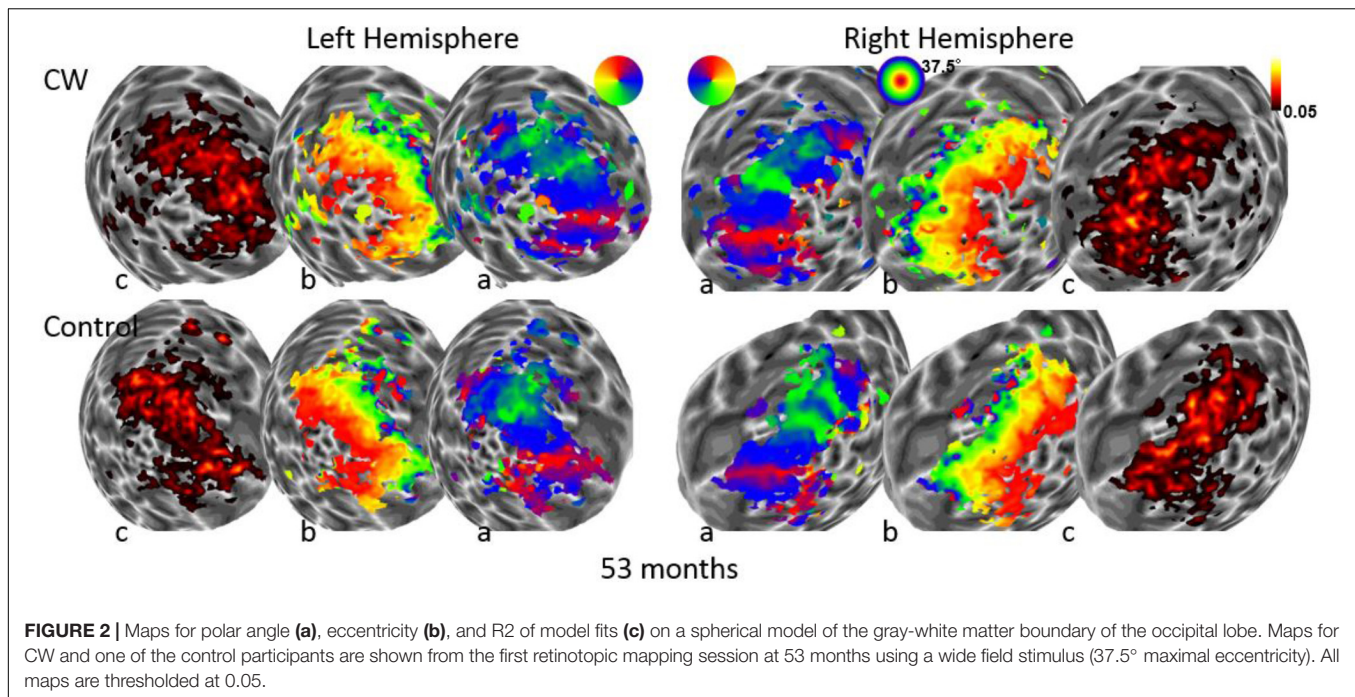 Left Hemisphere
Right Hemisphere
CW
37.5°
0.05
c
b
a
a
b
c
Control
c
b
a
a
b
c
53 months
FIGURE 2 | Maps for polar angle (a), eccentricity (b), and R2 of model fits (c) on a spherical model of the gray-white matter boundary of the occipital lobe. Maps for
CW and one of the control participants are shown from the first retinotopic mapping session at 53 months using a wide field stimulus (37.5° maximal eccentricity). All
maps are thresholded at 0.05.